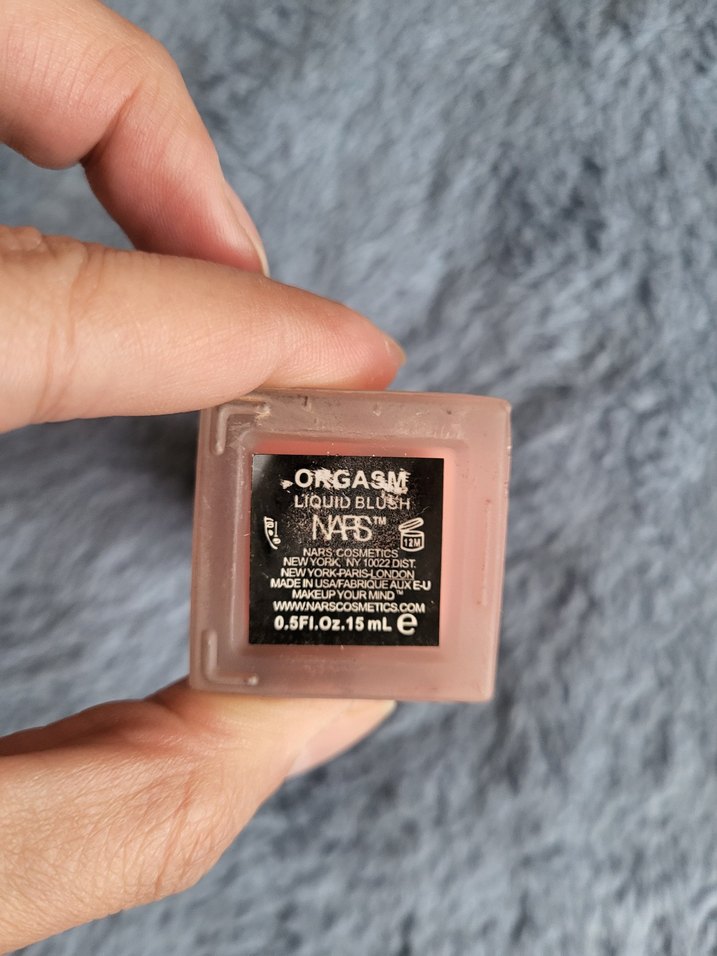 ORGASM
LIQUID BLUSH
NARS™
12M
NARS COSMETICS
NEW YORK, NY 10022 DIST.
NEW YORK-PARIS-LONDON
MADE IN USA/FABRIQUE AUX E-U
MAKEUP YOUR MIND™
WWW.NARSCOSMETICS.COM
0.5Fl.Oz.15 mL e